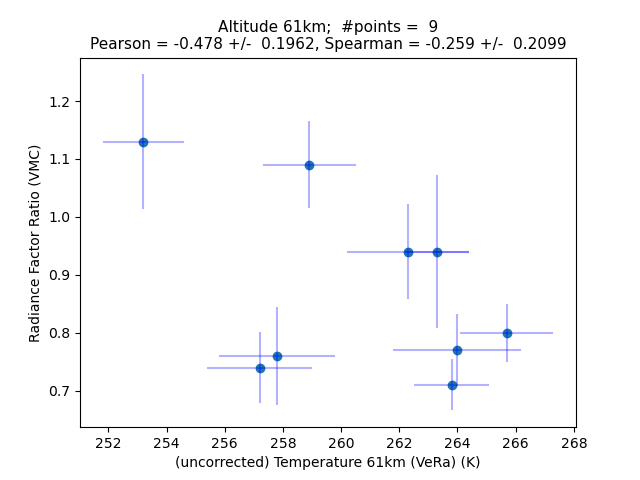 Altitude 61km;  #points =  9
Pearson = -0.478 +/-  0.1962, Spearman = -0.259 +/-  0.2099
1.2
1.1
1.0
0.9
0.8
0.7
Radiance Factor Ratio (VMC)
252 254 256 258 260 262 264 266 268
(uncorrected) Temperature 61km (VeRa) (K)